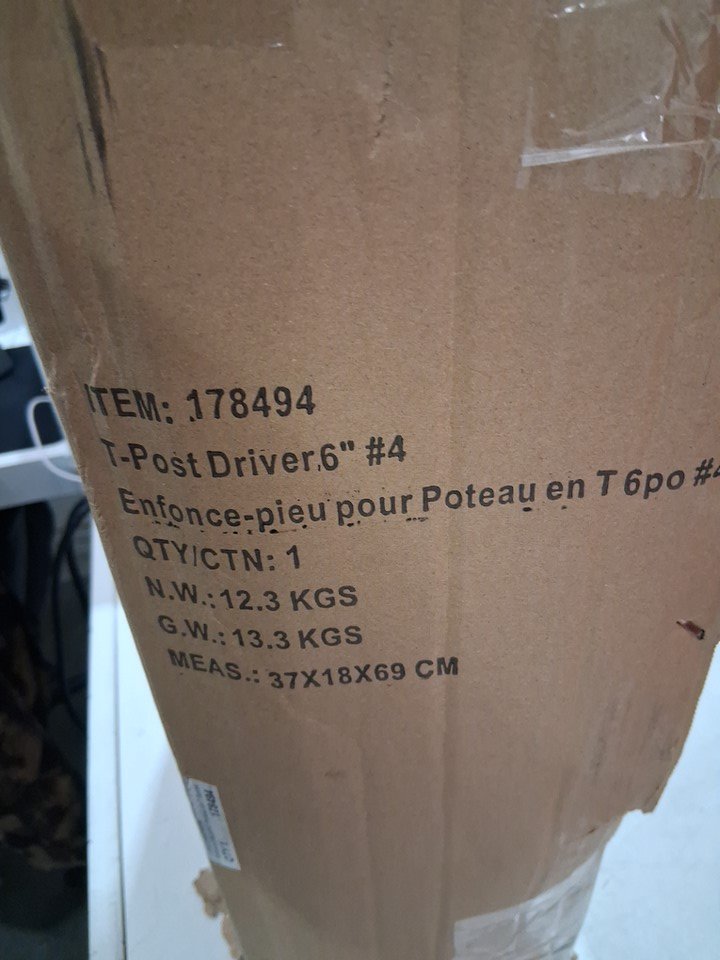 ITEM: 178494
T-Post Driver,6" #4
Enfonce-pieu pour Poteau en T 6po #4
QTY/CTN: 1
N.W.: 12.3 KGS
G.W.: 13.3 KGS
MEAS.: 37X18X69 CM